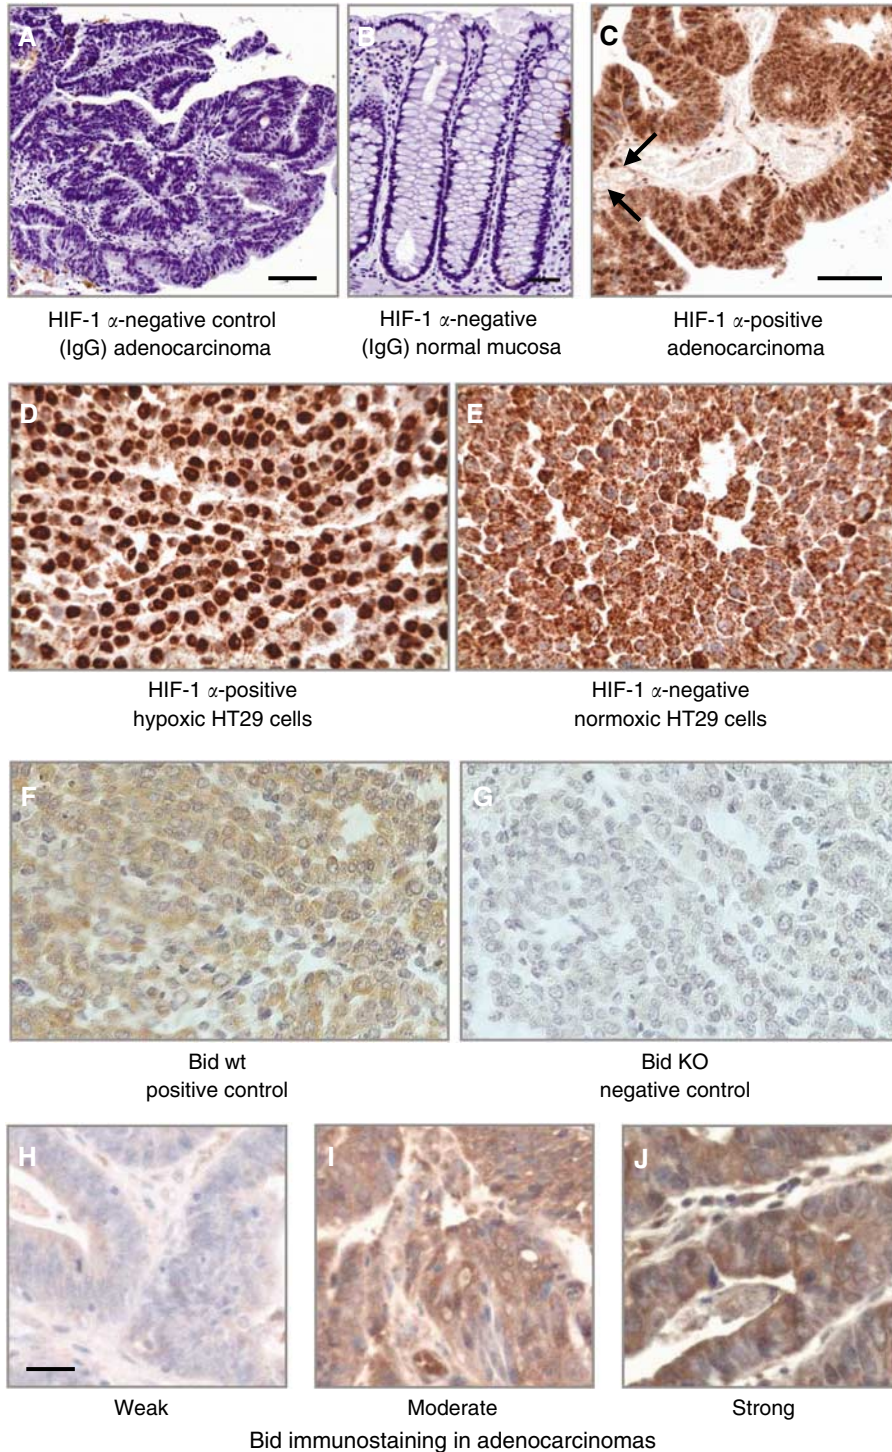 A
B
C
HIF-1 α-negative control
(IgG) adenocarcinoma
HIF-1 α-negative
(IgG) normal mucosa
HIF-1 α-positive
adenocarcinoma
D
E
HIF-1 α-positive
hypoxic HT29 cells
HIF-1 α-negative
normoxic HT29 cells
F
G
Bid wt
positive control
Bid KO
negative control
H
I
J
Weak
Moderate
Strong
Bid immunostaining in adenocarcinomas